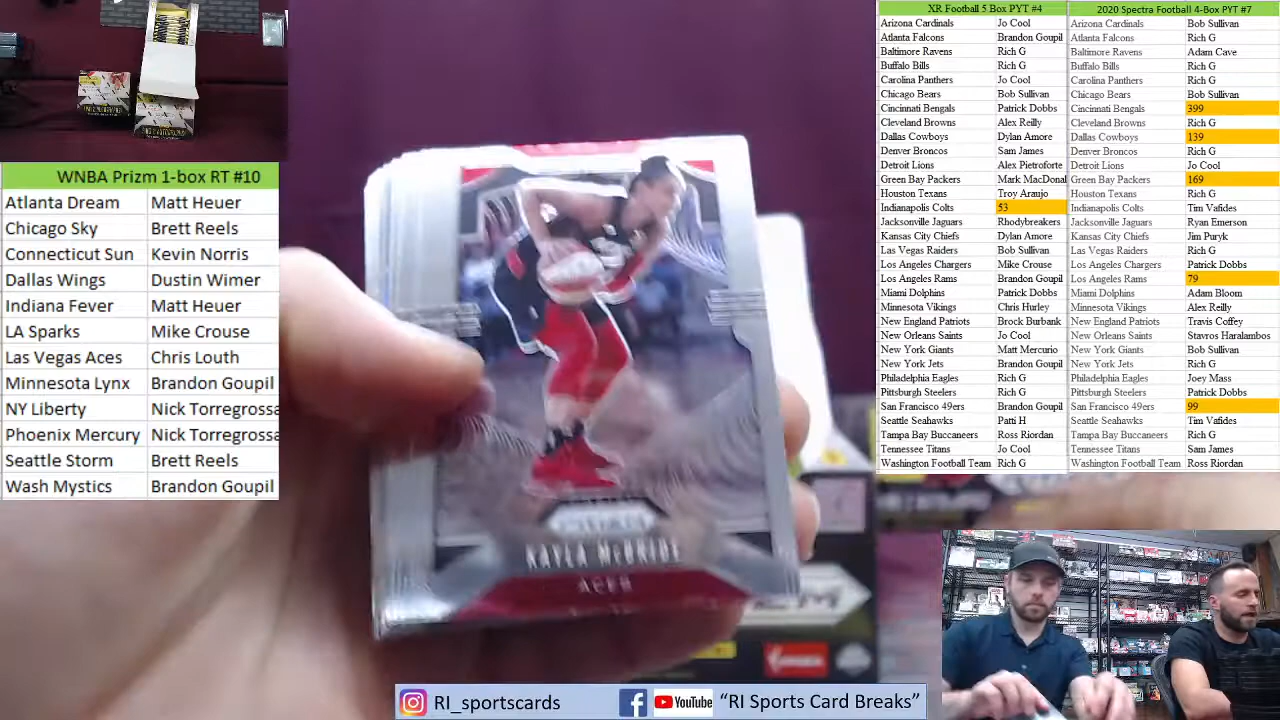 WNBA Prizm 1-box RT #10
Atlanta Dream Matt Heuer
Chicago Sky Brett Reels
Connecticut Sun Kevin Norris
Dallas Wings Dustin Wimer
Indiana Fever Matt Heuer
LA Sparks Mike Crouse
Las Vegas Aces Chris Louth
Minnesota Lynx Brandon Goupil
NY Liberty Nick Torregrossa
Phoenix Mercury Nick Torregrossa
Seattle Storm Brett Reels
Wash Mystics Brandon Goupil
KAYLA McBRIDE
ACES
XR Football 5 Box PYT #4
Arizona Cardinals Jo Cool
Atlanta Falcons Brandon Goupil
Baltimore Ravens Rich G
Buffalo Bills Rich G
Carolina Panthers Jo Cool
Chicago Bears Bob Sullivan
Cincinnati Bengals Patrick Dobbs
Cleveland Browns Alex Reilly
Dallas Cowboys Dylan Amore
Denver Broncos Sam James
Detroit Lions Alex Pietroforte
Green Bay Packers Mark MacDonal
Houston Texans Troy Araujo
Indianapolis Colts 53
Jacksonville Jaguars Rhodybreakers
Kansas City Chiefs Dylan Amore
Las Vegas Raiders Bob Sullivan
Los Angeles Chargers Mike Crouse
Los Angeles Rams Brandon Goupil
Miami Dolphins Patrick Dobbs
Minnesota Vikings Chris Hurley
New England Patriots Brock Burbank
New Orleans Saints Jo Cool
New York Giants Matt Mercurio
New York Jets Brandon Goupil
Philadelphia Eagles Rich G
Pittsburgh Steelers Rich G
San Francisco 49ers Brandon Goupil
Seattle Seahawks Patti H
Tampa Bay Buccaneers Ross Riordan
Tennessee Titans Jo Cool
Washington Football Team Rich G
2020 Spectra Football 4-Box PYT #7
Arizona Cardinals Bob Sullivan
Atlanta Falcons Rich G
Baltimore Ravens Adam Cave
Buffalo Bills Rich G
Carolina Panthers Rich G
Chicago Bears Bob Sullivan
Cincinnati Bengals 399
Cleveland Browns Rich G
Dallas Cowboys 139
Denver Broncos Rich G
Detroit Lions Jo Cool
Green Bay Packers 169
Houston Texans Rich G
Indianapolis Colts Tim Vafides
Jacksonville Jaguars Ryan Emerson
Kansas City Chiefs Jim Puryk
Las Vegas Raiders Rich G
Los Angeles Chargers Patrick Dobbs
Los Angeles Rams 79
Miami Dolphins Adam Bloom
Minnesota Vikings Alex Reilly
New England Patriots Travis Coffey
New Orleans Saints Stavros Haralambos
New York Giants Bob Sullivan
New York Jets Rich G
Philadelphia Eagles Joey Mass
Pittsburgh Steelers Patrick Dobbs
San Francisco 49ers 99
Seattle Seahawks Tim Vafides
Tampa Bay Buccaneers Rich G
Tennessee Titans Sam James
Washington Football Team Ross Riordan
RI_sportscards
YouTube
"RI Sports Card Breaks"